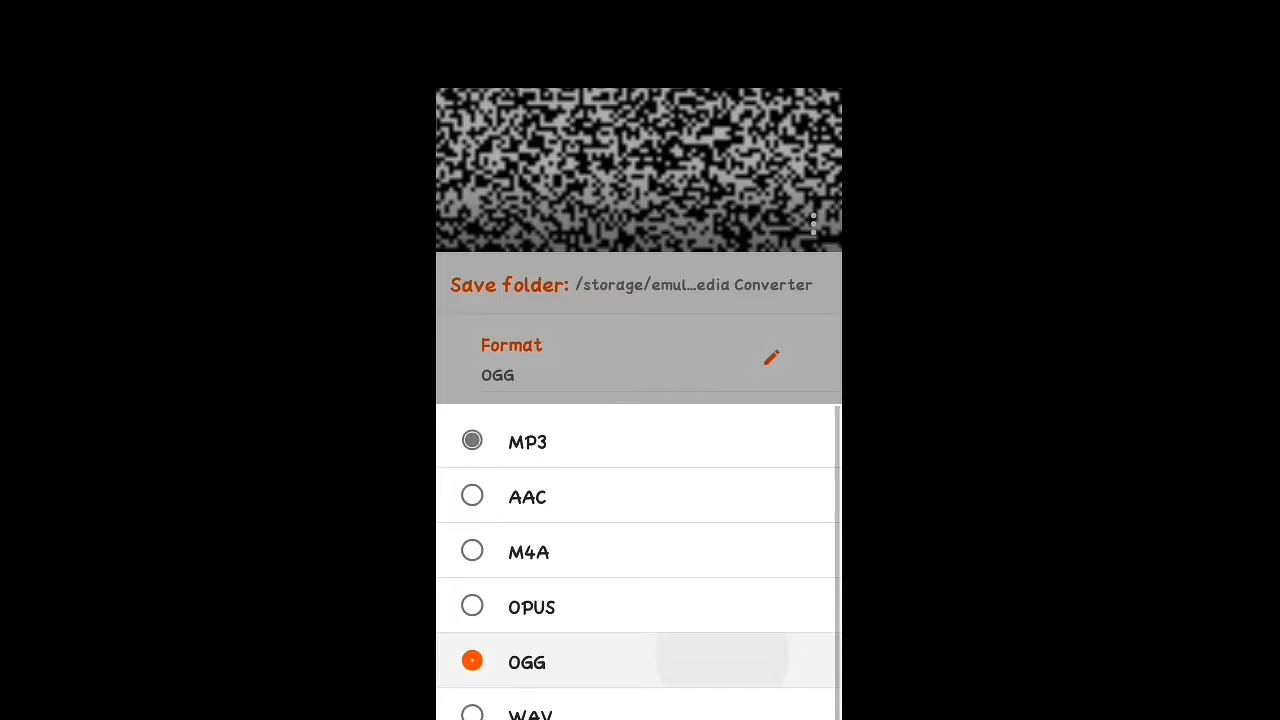 Save folder: /storage/emul...edia Converter
Format
OGG
MP3
AAC
M4A
OPUS
OGG
WAV